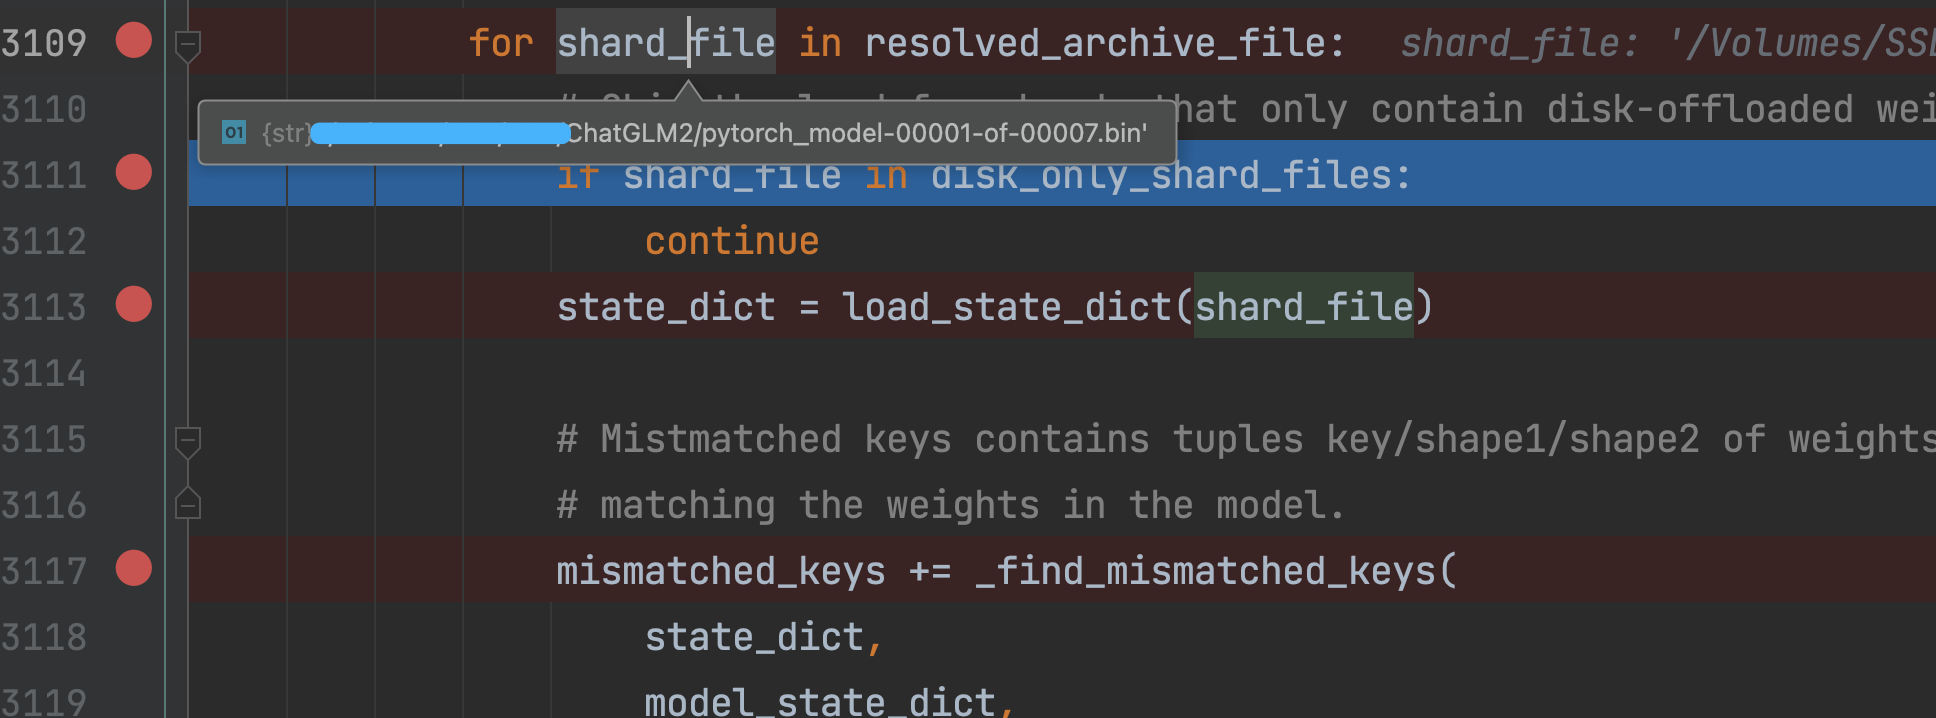 3109 for shard_file in resolved_archive_file: shard_file: '/Volumes/SS
3110 that only contain disk-offloaded wei
01 {str} ChatGLM2/pytorch_model-00001-of-00007.bin'
3111 if shard_file in disk_only_shard_files:
3112 continue
3113 state_dict = load_state_dict(shard_file)
3114
3115 # Mistmatched keys contains tuples key/shape1/shape2 of weights
3116 # matching the weights in the model.
3117 mismatched_keys += _find_mismatched_keys(
3118 state_dict,
3119 model_state_dict,